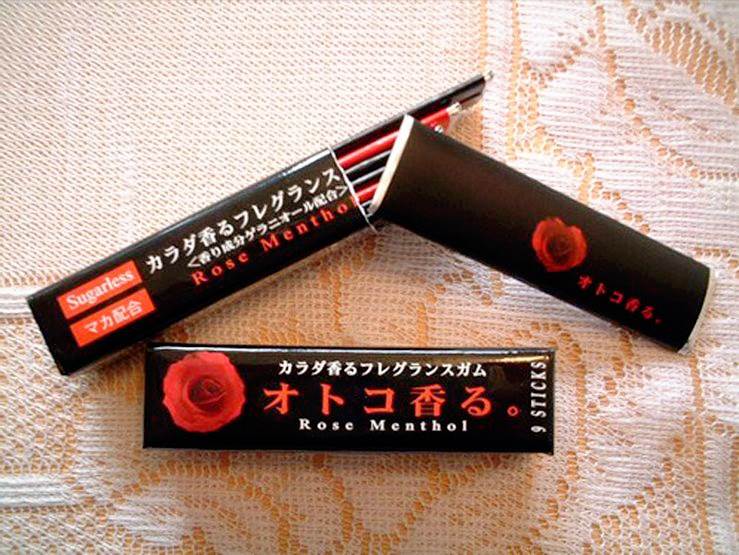 カラダ香るフレグランス
<香り成分ゲラニオール配合>
Rose Mentho
Sugarless
マカ配合
オトコ香る。
カラダ香るフレグランスガム
オトコ香る。
Rose Menthol
9 STICKS